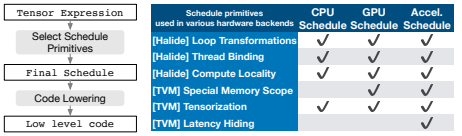 Tensor Expression
Select Schedule
Primitives
Final Schedule
Code Lowering
Low level code
Schedule primitives
used in various hardware backends
CPU
Schedule
GPU
Schedule
Accel.
Schedule
[Halide] Loop Transformations ✓ ✓ ✓
[Halide] Thread Binding ✓ ✓ ✓
[Halide] Compute Locality ✓ ✓ ✓
[TVM] Special Memory Scope ✓ ✓
[TVM] Tensorization ✓ ✓ ✓
[TVM] Latency Hiding ✓